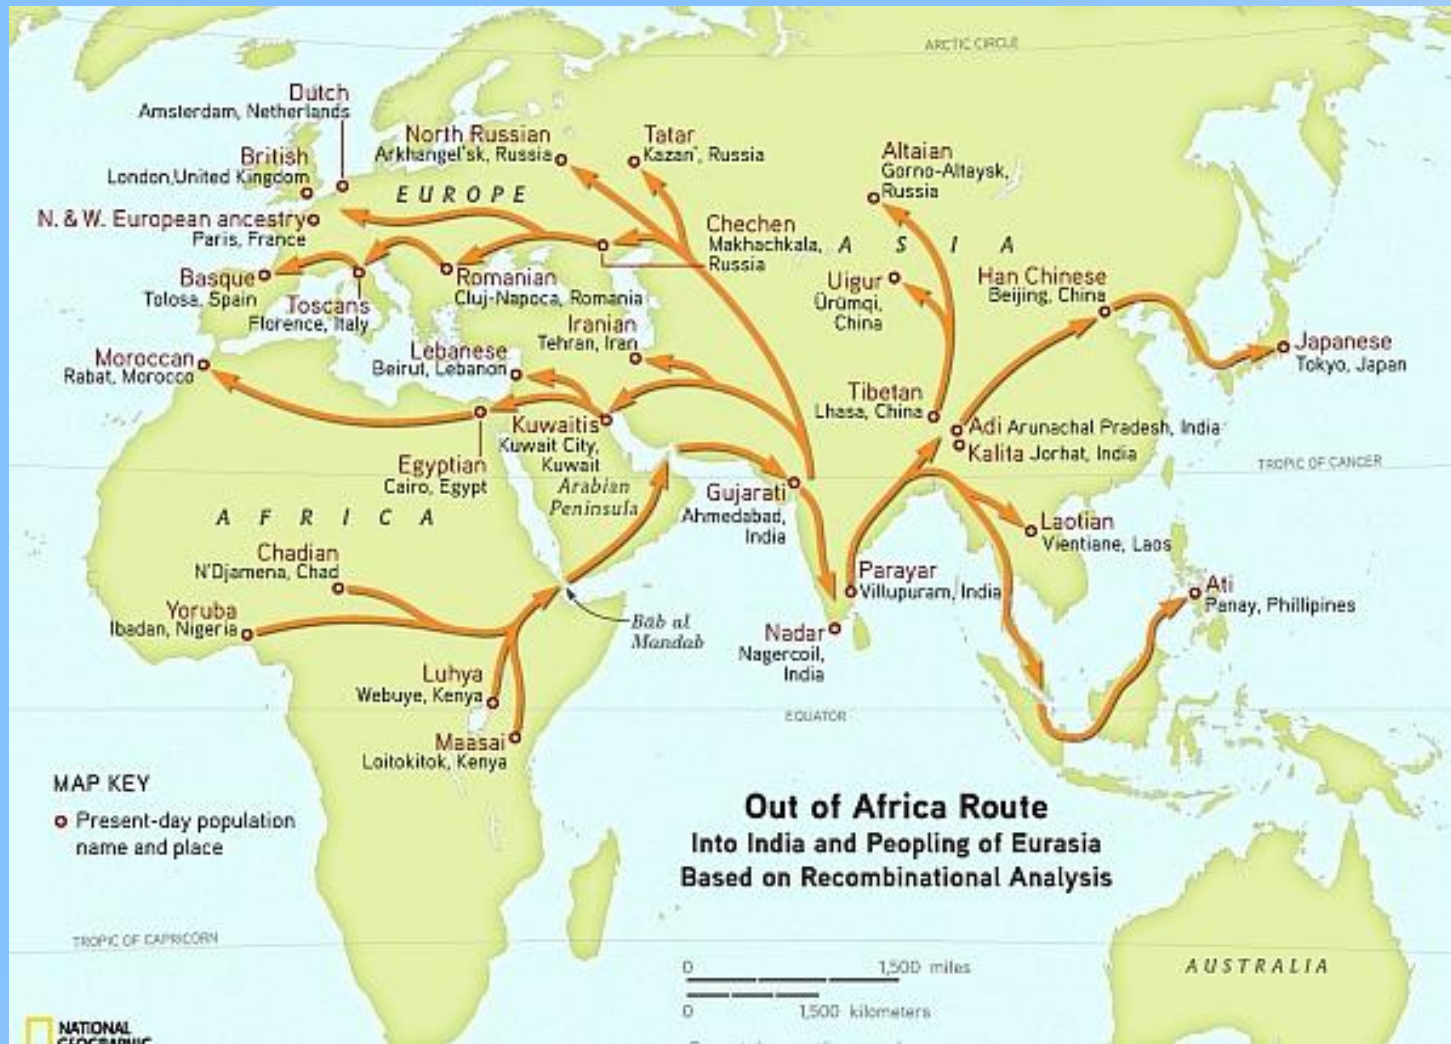 ARCTIC CIRCLE
Dutch
Amsterdam, Netherlands
British
London,United Kingdom
N. & W. European ancestry
Paris, France
Basque
Tolosa, Spain
Toscans
Florence, Italy
EUROPE
North Russian
Arkhangel'sk, Russia
Tatar
Kazan', Russia
Altaian
Gorno-Altaysk,
Russia
Chechen
Makhachkala,
Russia
ASIA
Romanian
Cluj-Napoca, Romania
Uigur
Ürümqi,
China
Han Chinese
Beijing, China
Japanese
Tokyo, Japan
Iranian
Tehran, Iran
Lebanese
Beirut, Lebanon
Moroccan
Rabat, Morocco
Kuwaitis
Kuwait City,
Kuwait
Arabian
Peninsula
Egyptian
Cairo, Egypt
Tibetan
Lhasa, China
Adi Arunachal Pradesh, India
Kalita Jorhat, India
TROPIC OF CANCER
Gujarati
Ahmedabad,
India
AFRICA
Laotian
Vientiane, Laos
Chadian
N'Djamena, Chad
Yoruba
Ibadan, Nigeria
Bāb al
Mandab
Parayar
Villupuram, India
Nadar
Nagercoil,
India
Ati
Panay, Phillipines
Luhya
Webuye, Kenya
Maasai
Loitokitok, Kenya
EQUATOR
MAP KEY
Present-day population
name and place
Out of Africa Route
Into India and Peopling of Eurasia
Based on Recombinational Analysis
TROPIC OF CAPRICORN
0 1,500 miles
0 1,500 kilometers
AUSTRALIA
NATIONAL
GEOGRAPHIC